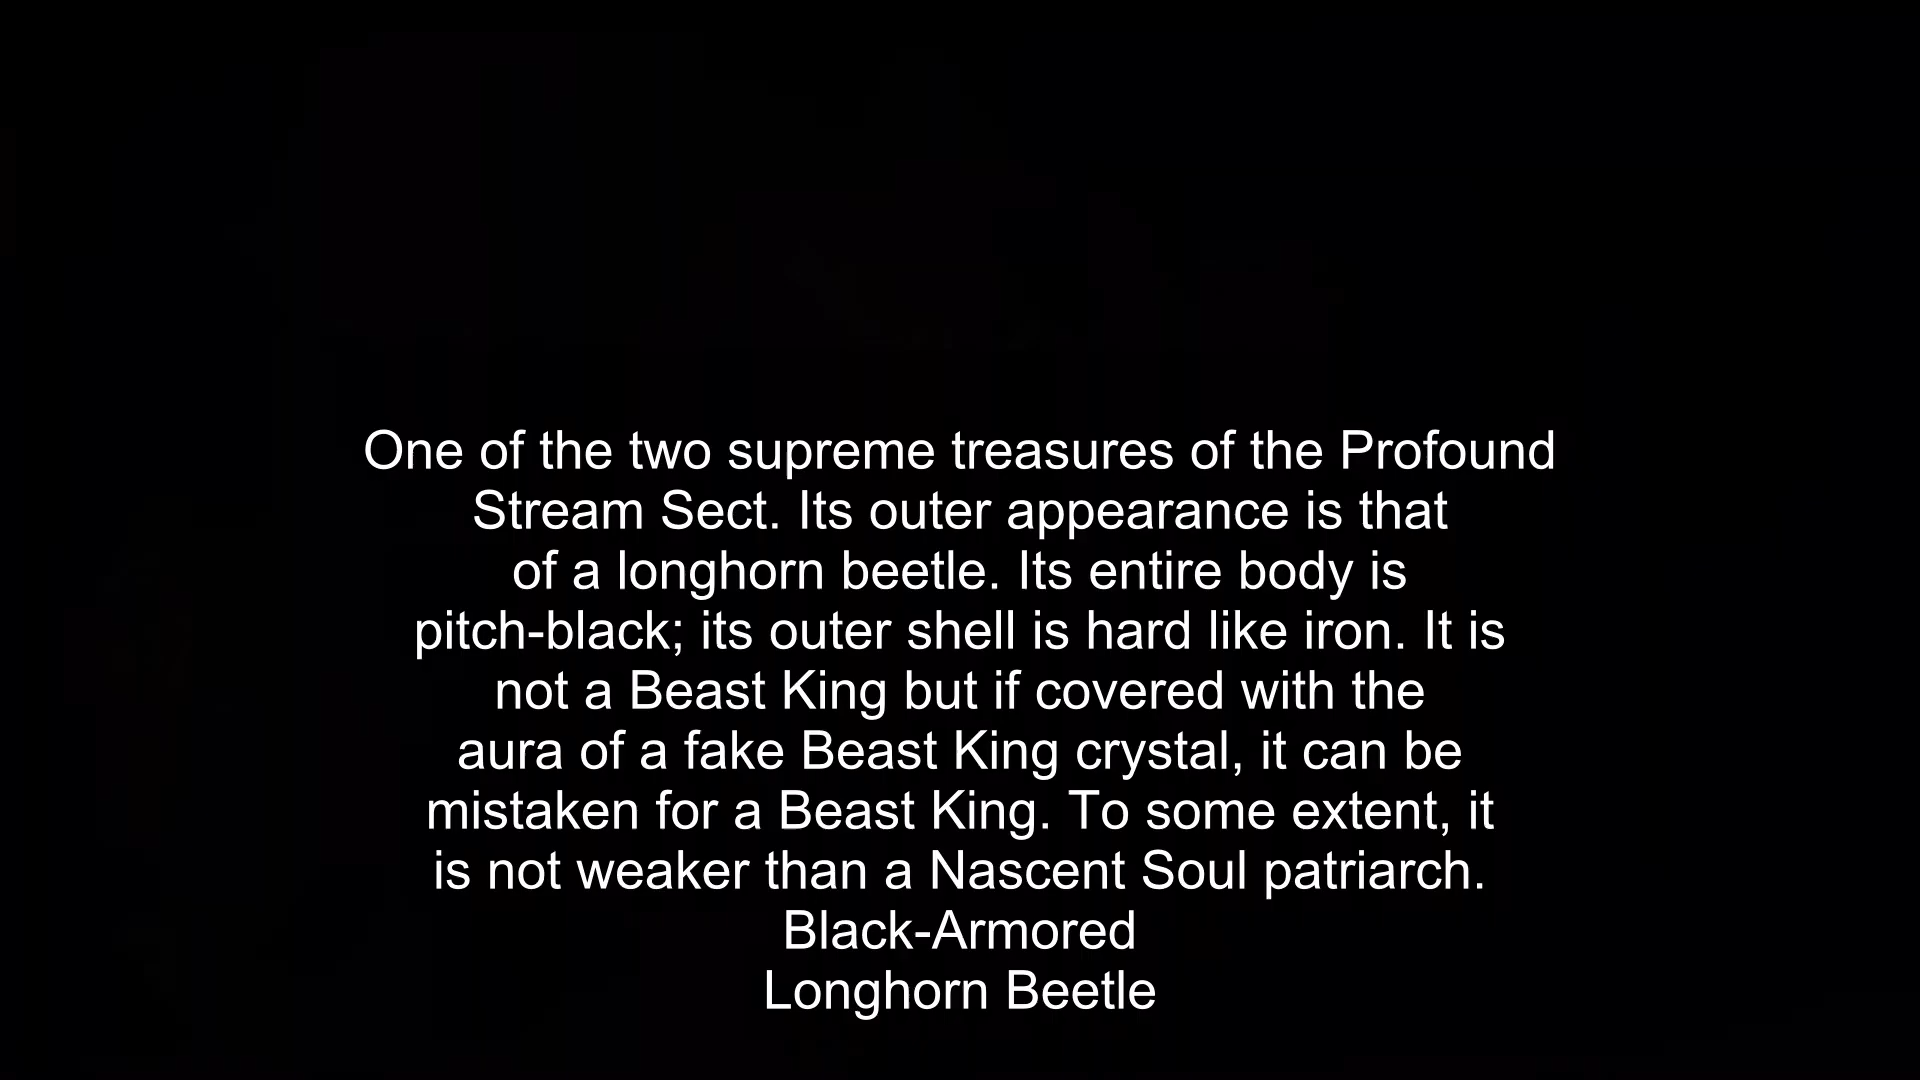 One of the two supreme treasures of the Profound
Stream Sect. Its outer appearance is that
of a longhorn beetle. Its entire body is
pitch-black; its outer shell is hard like iron. It is
not a Beast King but if covered with the
aura of a fake Beast King crystal, it can be
mistaken for a Beast King. To some extent, it
is not weaker than a Nascent Soul patriarch.
Black-Armored
Longhorn Beetle